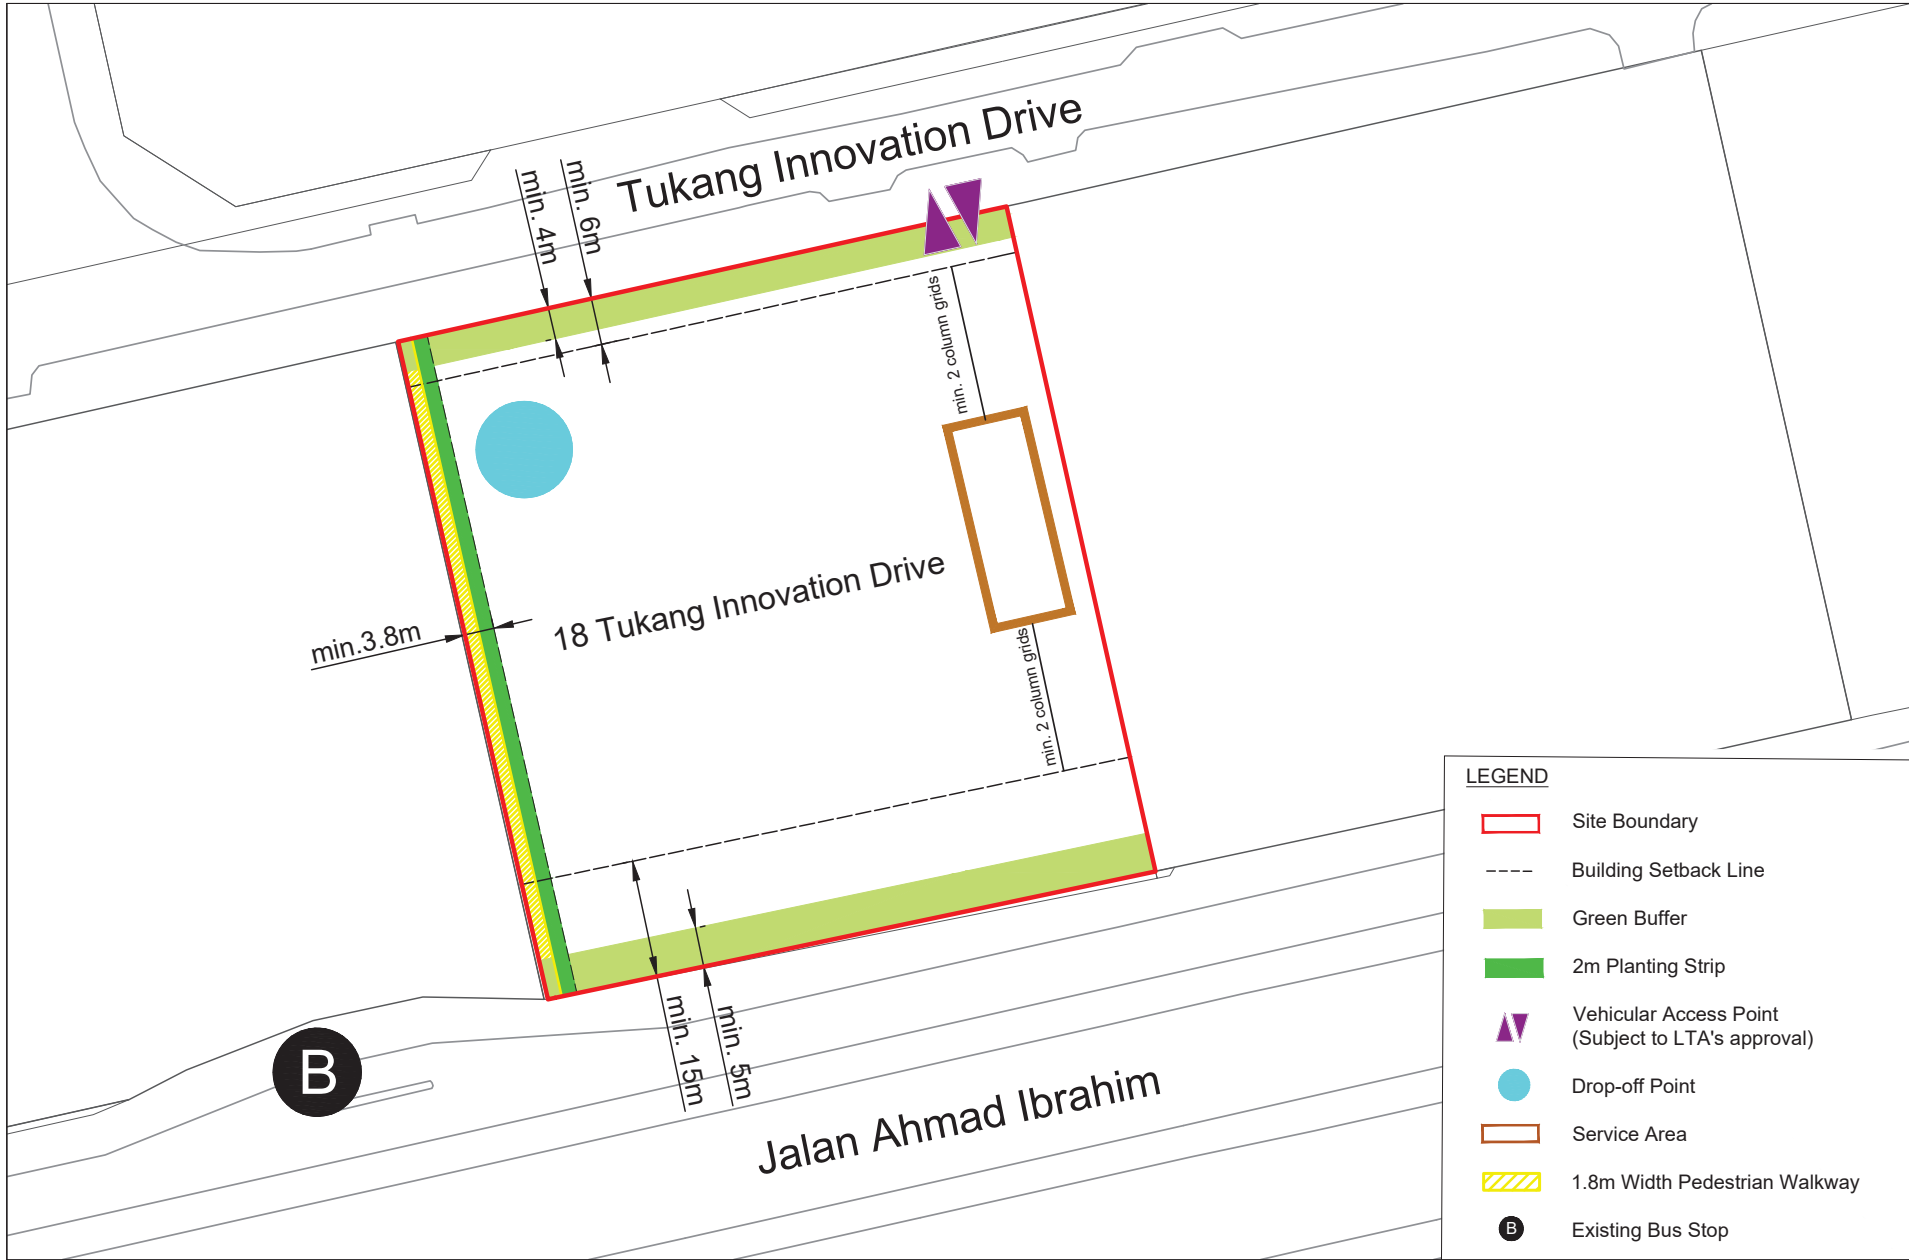 Tukang Innovation Drive
min. 4m
min. 6m
min. 2 column grids
18 Tukang Innovation Drive
min.3.8m
min. 2 column grids
min. 15m
min. 5m
B
Jalan Ahmad Ibrahim
LEGEND
Site Boundary
Building Setback Line
Green Buffer
2m Planting Strip
Vehicular Access Point
(Subject to LTA's approval)
Drop-off Point
Service Area
1.8m Width Pedestrian Walkway
B
Existing Bus Stop